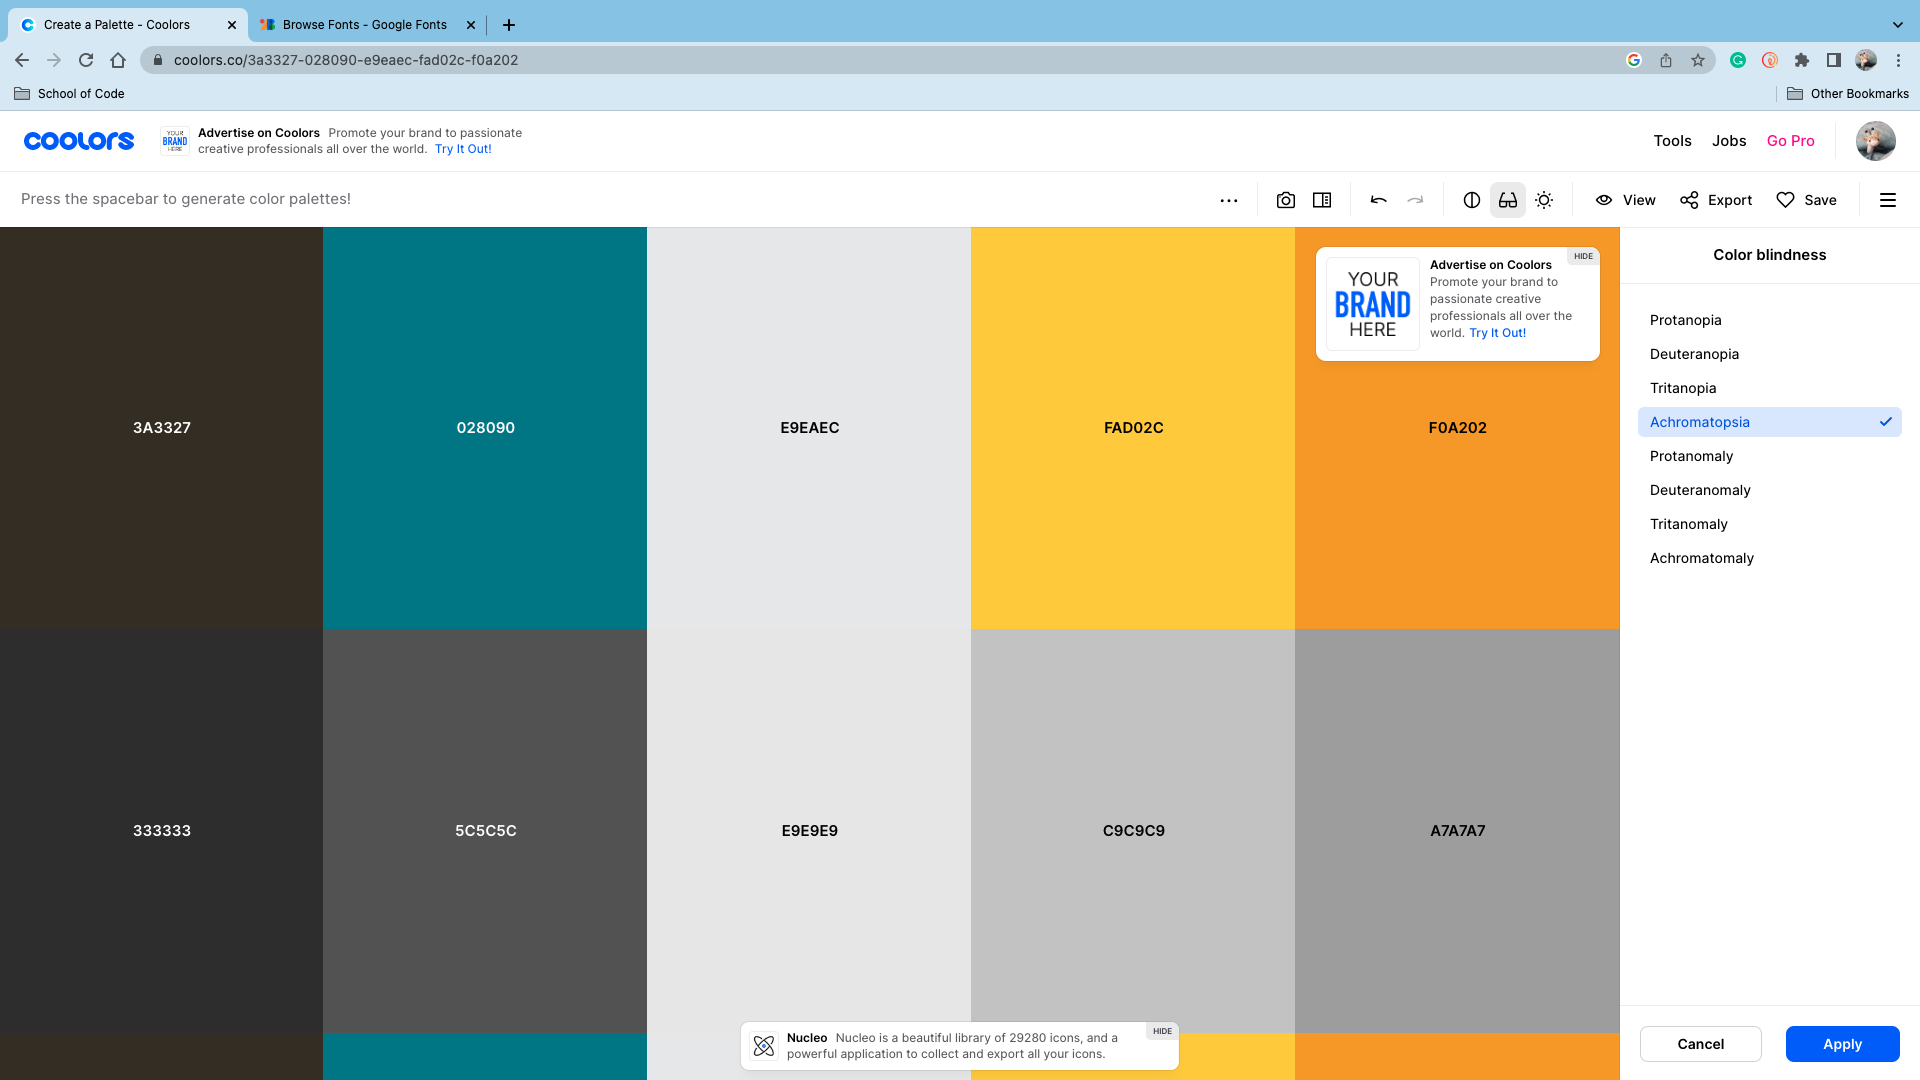 Create a Palette - Coolors
Browse Fonts - Google Fonts
coolors.co/3a3327-028090-e9eaec-fad02c-f0a202
School of Code
Other Bookmarks
coolors
YOUR
BRAND
HERE
Advertise on Coolors Promote your brand to passionate
creative professionals all over the world. Try It Out!
Tools
Jobs
Go Pro
Press the spacebar to generate color palettes!
View
Export
Save
Color blindness
HIDE
YOUR
BRAND
HERE
Advertise on Coolors
Promote your brand to
passionate creative
professionals all over the
world. Try It Out!
Protanopia
Deuteranopia
Tritanopia
Achromatopsia
Protanomaly
Deuteranomaly
Tritanomaly
Achromatomaly
3A3327
028090
E9EAEC
FAD02C
F0A202
333333
5C5C5C
E9E9E9
C9C9C9
A7A7A7
HIDE
Nucleo Nucleo is a beautiful library of 29280 icons, and a
powerful application to collect and export all your icons.
Cancel
Apply